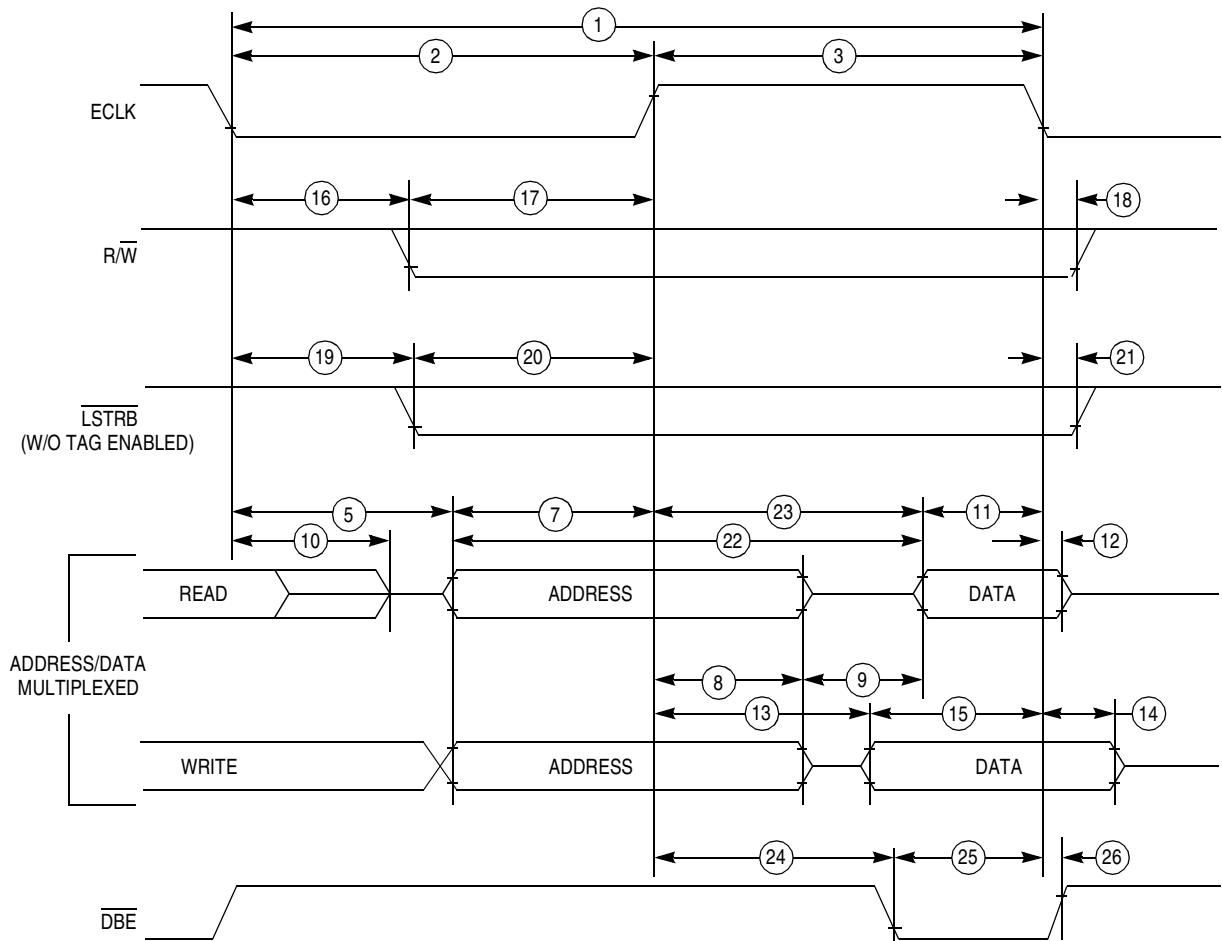 1
2
3
ECLK
16
17
18
R/W
19
20
21
LSTRB
(W/O TAG ENABLED)
5
7
23
11
10
22
12
READ
ADDRESS
DATA
ADDRESS/DATA
MULTIPLEXED
8
9
13
15
14
WRITE
ADDRESS
DATA
24
25
26
DBE